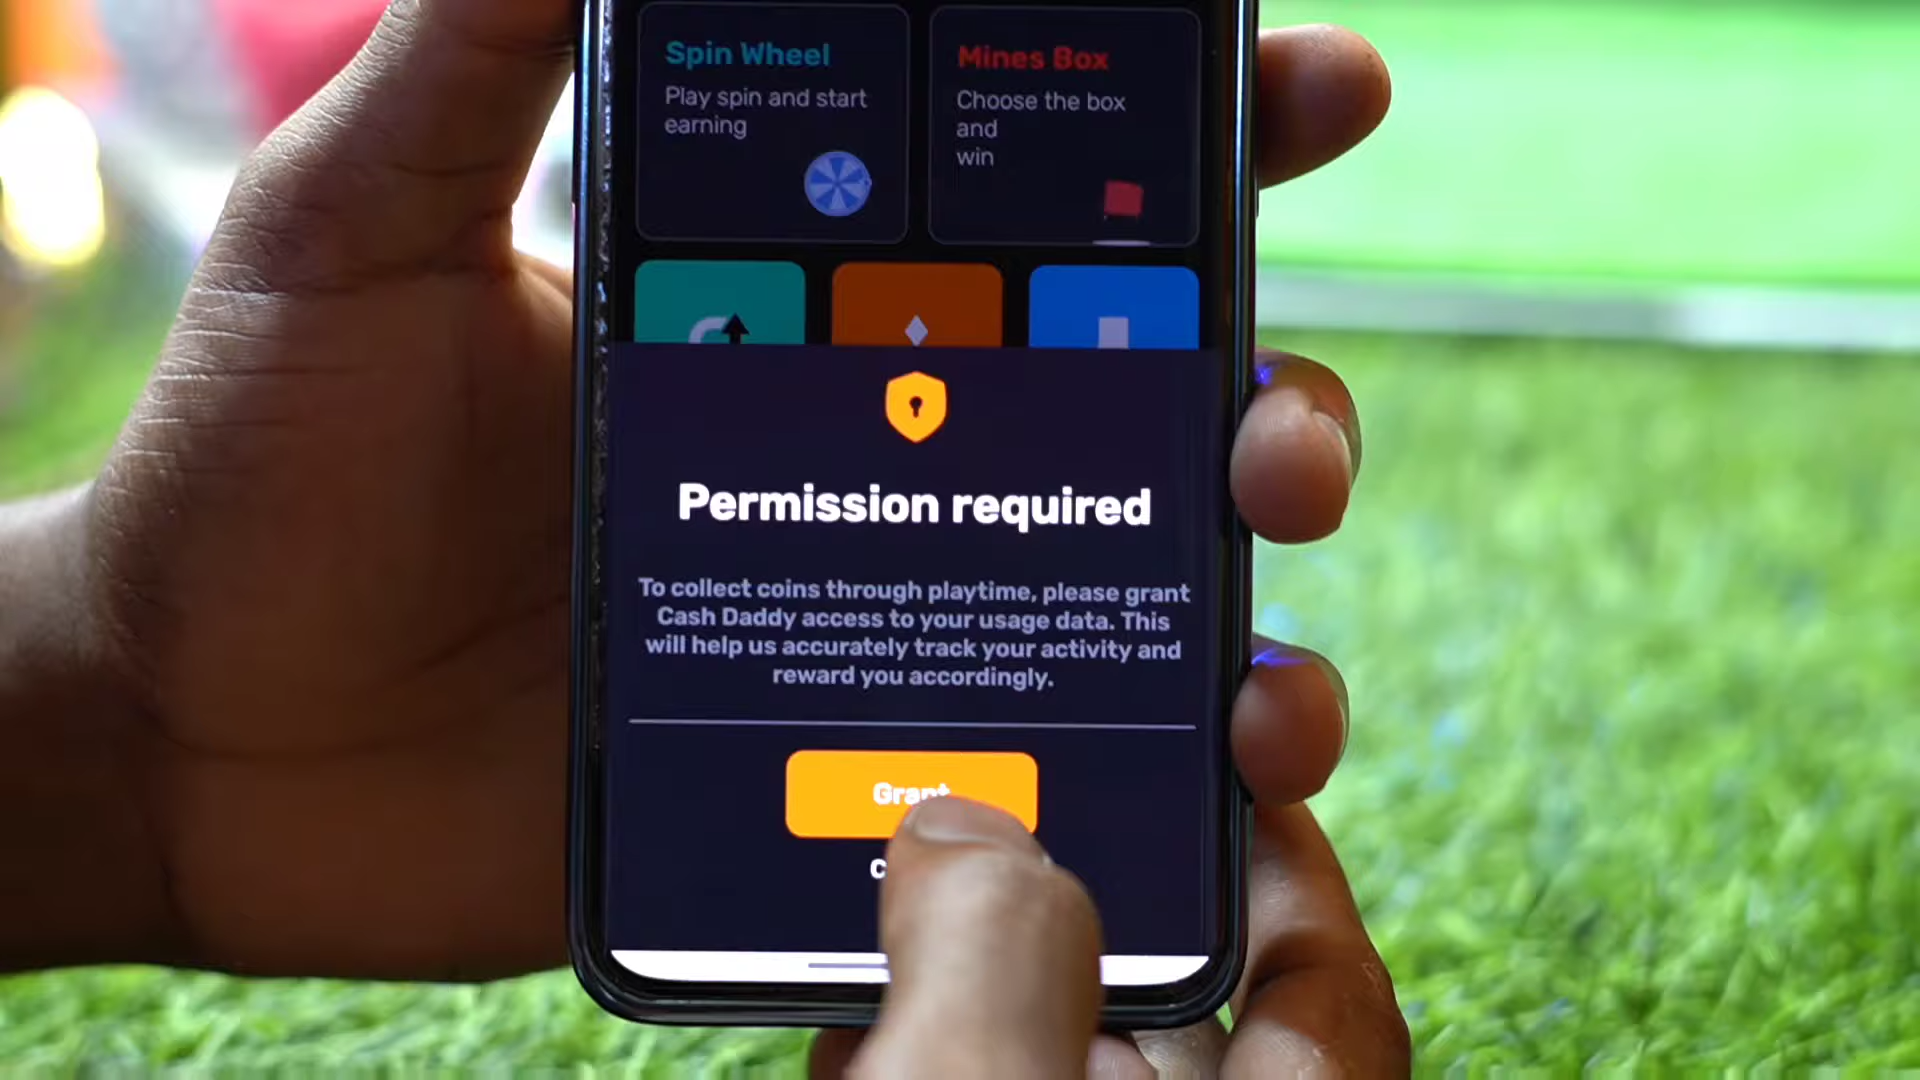 Spin Wheel
Play spin and start
earning
Mines Box
Choose the box
and
win
Permission required
To collect coins through playtime, please grant
Cash Daddy access to your usage data. This
will help us accurately track your activity and
reward you accordingly.
Grant